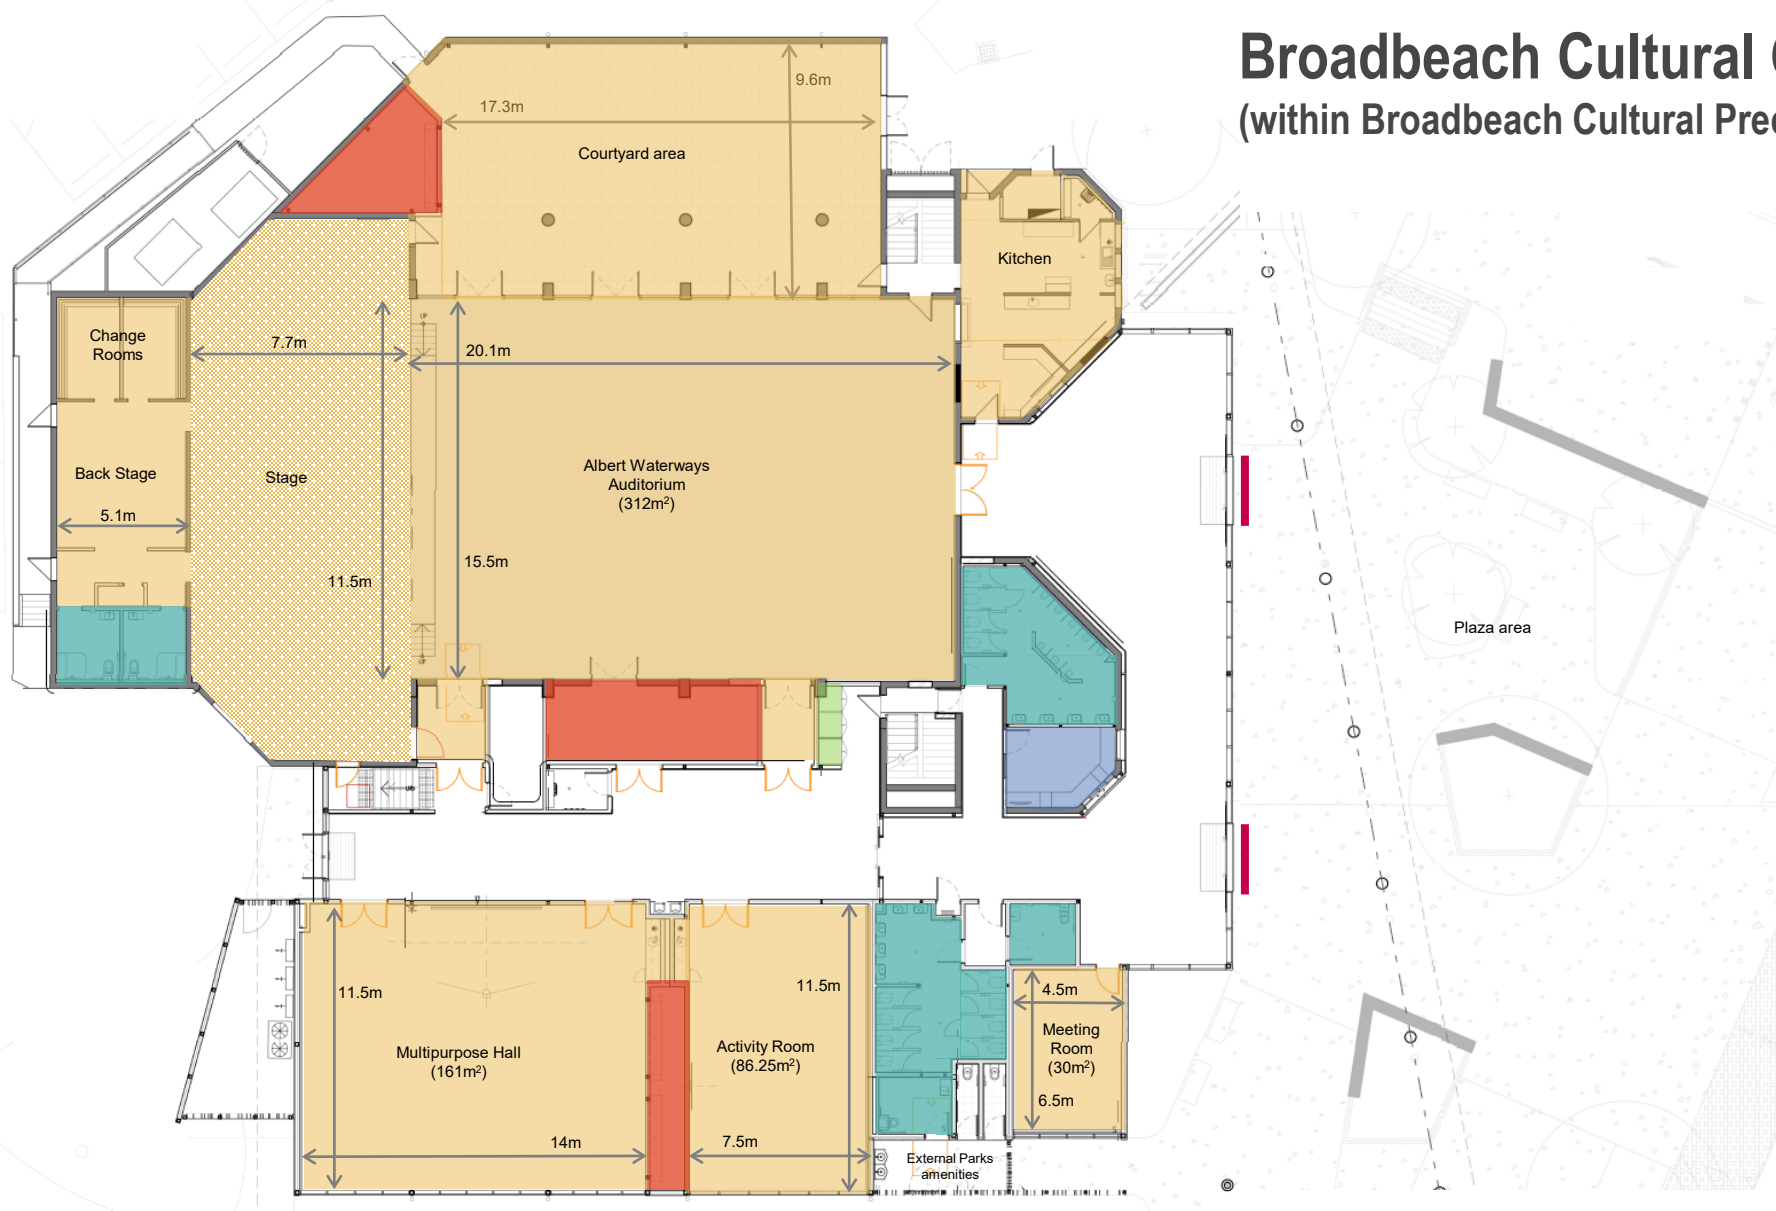 Broadbeach Cultural
(within Broadbeach Cultural
9.6m
17.3m
Courtyard area
Kitchen
Change
Rooms
7.7m
UP
20.1m
Back Stage
Stage
Albert Waterways
Auditorium
(312m²)
5.1m
15.5m
11.5m
UP
Plaza area
UP
11.5m
11.5m
4.5m
Meeting
Room
(30m²)
Multipurpose Hall
(161m²)
Activity Room
(86.25m²)
6.5m
14m
7.5m
External Parks
amenities